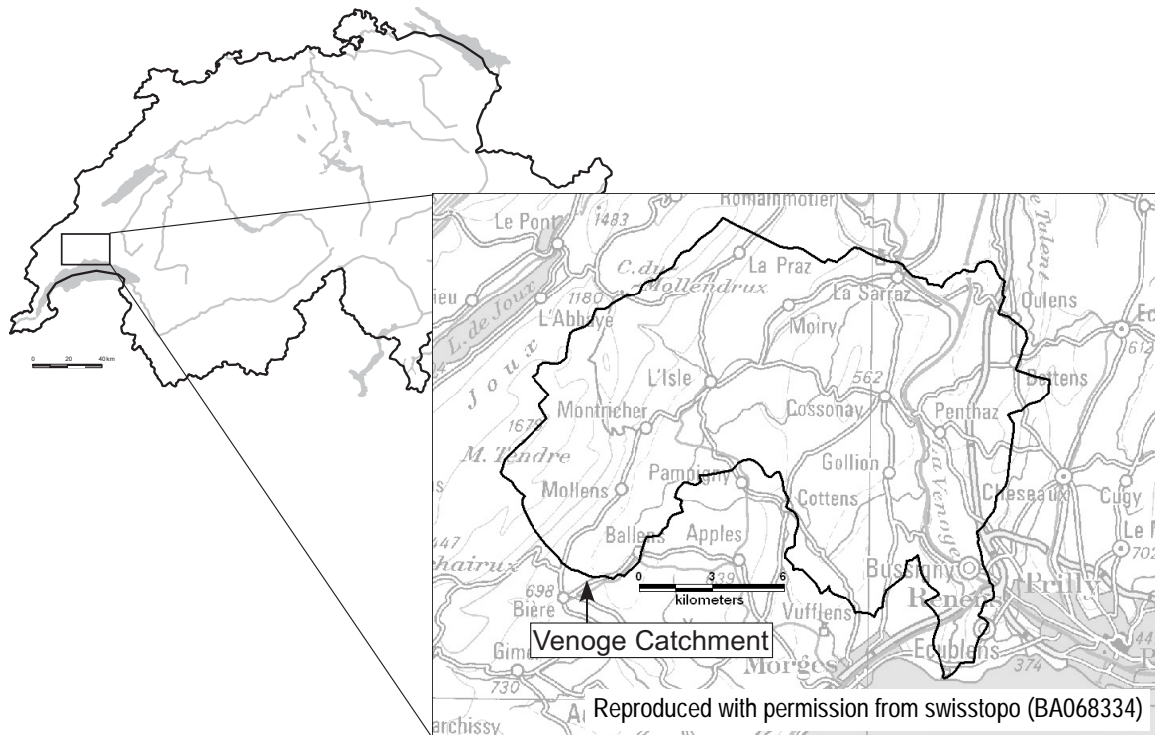 0 20 40 km
Romainmotier
Le Pont
1483
La Praz
C. du
Mollendruz
le Talent
1180
L'Abbaye
La Sarraz
Oulens
L. de Joux
Moiry
612
Joux
L'Isle
562
Bettens
Montricher
Cossonay
Penthaz
1679
M. Tendre
Pampigny
Gollion
La Venoge
Mollens
Cottens
Cheseaux
Cugy
Ballens
Apples
702
Bussigny
0 3 6
kilometers
698
Bière
Vufflens
Renens
Prilly
Venoge Catchment
Ecublens
Morges
374
730
Reproduced with permission from swisstopo (BA068334)